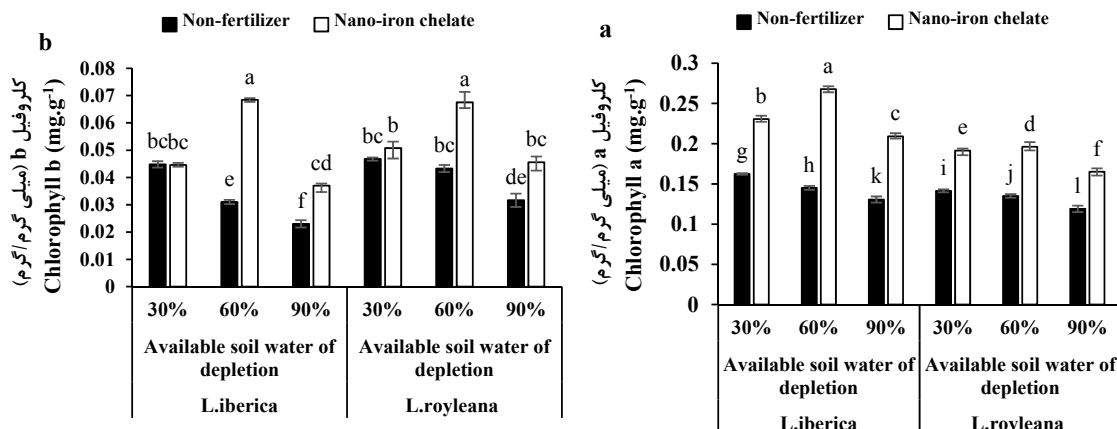 b
Non-fertilizer
Nano-iron chelate
کلروفیل b (میلی گرم/گرم)
Chlorophyll b (mg.g-1)
0.08
0.07
0.06
0.05
0.04
0.03
0.02
0.01
0
bc bc
a
e
f
cd
bc
b
bc
a
de
bc
30%
60%
90%
30%
60%
90%
Available soil water of
depletion
Available soil water of
depletion
L.iberica
L.royleana
a
Non-fertilizer
Nano-iron chelate
کلروفیل a (میلی گرم/گرم)
Chlorophyll a (mg.g-1)
0.3
0.25
0.2
0.15
0.1
0.05
0
g
b
h
a
k
c
i
e
j
d
l
f
30%
60%
90%
30%
60%
90%
Available soil water of
depletion
Available soil water of
depletion
L.iberica
L.royleana